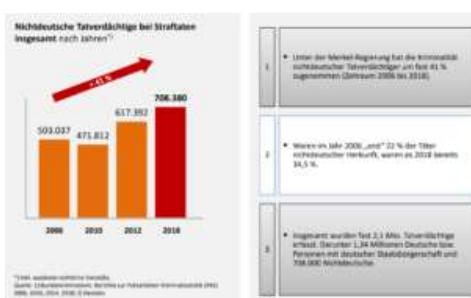 Nichtdeutsche Tatverdächtige bei Straftaten
insgesamt nach Jahren*)
+ 41 %
503.037
471.812
617.392
708.380
2006
2010
2012
2018
1
• Unter der Merkel-Regierung hat die Kriminalität
nichtdeutscher Tatverdächtiger um fast 41 %
zugenommen (Zeitraum 2006 bis 2018).
2
• Waren im Jahr 2006 „erst" 22 % der Täter
nichtdeutscher Herkunft, waren es 2018 bereits
34,5 %.
3
• Insgesamt wurden fast 2,1 Mio. Tatverdächtige
erfasst. Darunter 1,34 Millionen Deutsche bzw.
Personen mit deutscher Staatsbürgerschaft und
708.000 Nichtdeutsche.